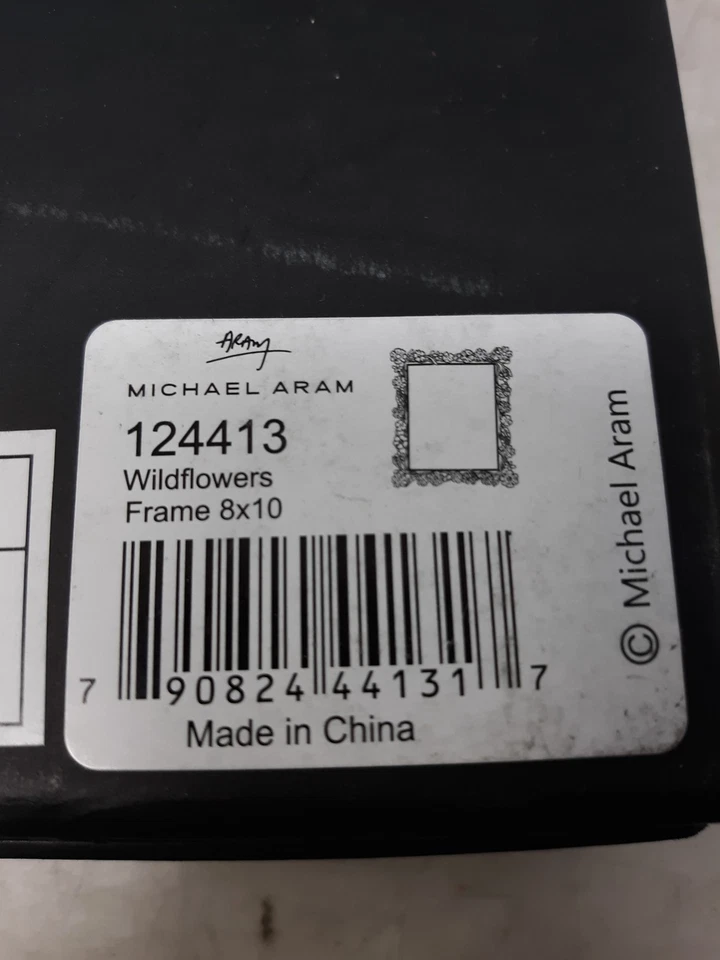 ARAM
MICHAEL ARAM
124413
Wildflowers
Frame 8x10
7 90824 44131 7
Made in China
© Michael Aram